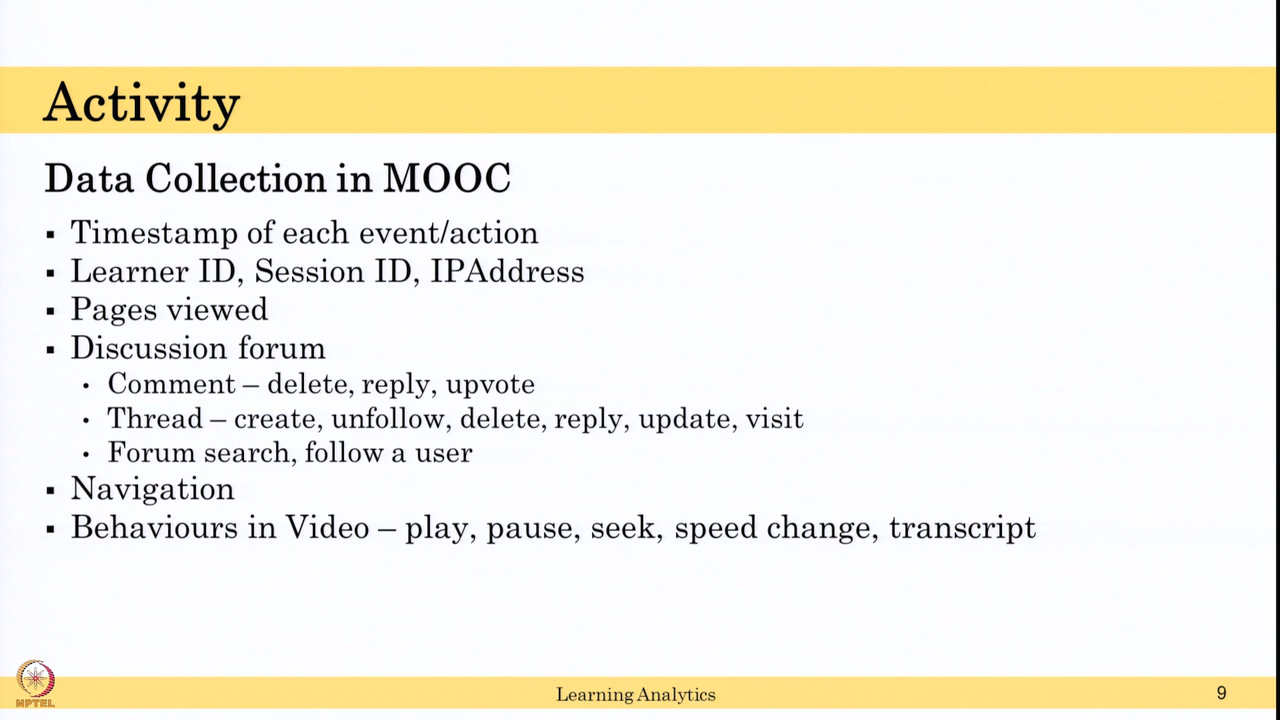 Activity
Data Collection in MOOC
▪ Timestamp of each event/action
▪ Learner ID, Session ID, IPAddress
▪ Pages viewed
▪ Discussion forum
• Comment – delete, reply, upvote
• Thread – create, unfollow, delete, reply, update, visit
• Forum search, follow a user
▪ Navigation
▪ Behaviours in Video – play, pause, seek, speed change, transcript
NPTEL
Learning Analytics
9